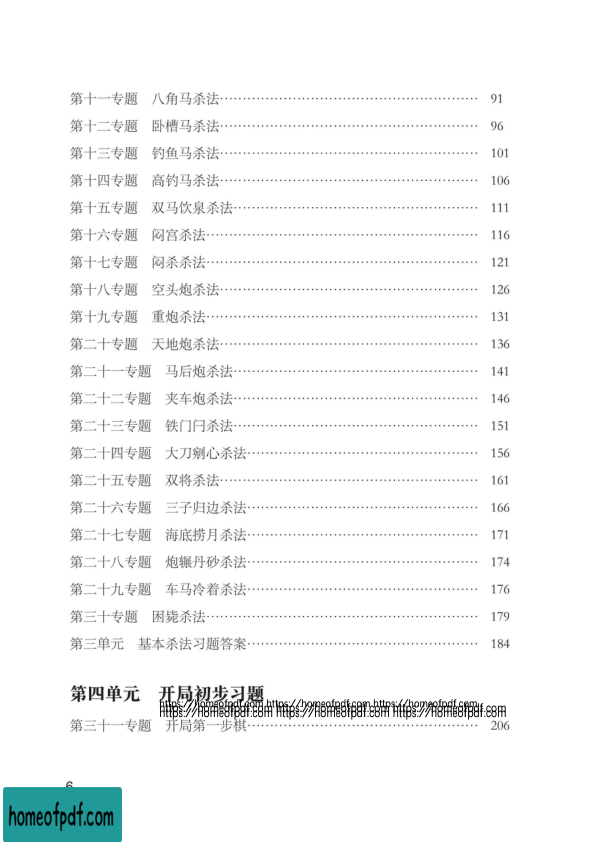 第十一专题 八角马杀法…………………………………………………… 91
第十二专题 卧槽马杀法…………………………………………………… 96
第十三专题 钓鱼马杀法…………………………………………………… 101
第十四专题 高钓马杀法…………………………………………………… 106
第十五专题 双马饮泉杀法………………………………………………… 111
第十六专题 闷宫杀法……………………………………………………… 116
第十七专题 闷杀杀法……………………………………………………… 121
第十八专题 空头炮杀法…………………………………………………… 126
第十九专题 重炮杀法……………………………………………………… 131
第二十专题 天地炮杀法…………………………………………………… 136
第二十一专题 马后炮杀法………………………………………………… 141
第二十二专题 夹车炮杀法………………………………………………… 146
第二十三专题 铁门闩杀法………………………………………………… 151
第二十四专题 大刀剜心杀法……………………………………………… 156
第二十五专题 双将杀法…………………………………………………… 161
第二十六专题 三子归边杀法……………………………………………… 166
第二十七专题 海底捞月杀法……………………………………………… 171
第二十八专题 炮辗丹砂杀法……………………………………………… 174
第二十九专题 车马冷着杀法……………………………………………… 176
第三十专题 困毙杀法……………………………………………………… 179
第三单元 基本杀法习题答案……………………………………………… 184
第四单元 开局初步习题
https://homeofpdf.com https://homeofpdf.com https://homeofpdf.com
https://homeofpdf.com https://homeofpdf.com https://homeofpdf.com
第三十一专题 开局第一步棋……………………………………………… 206
6
homeofpdf.com